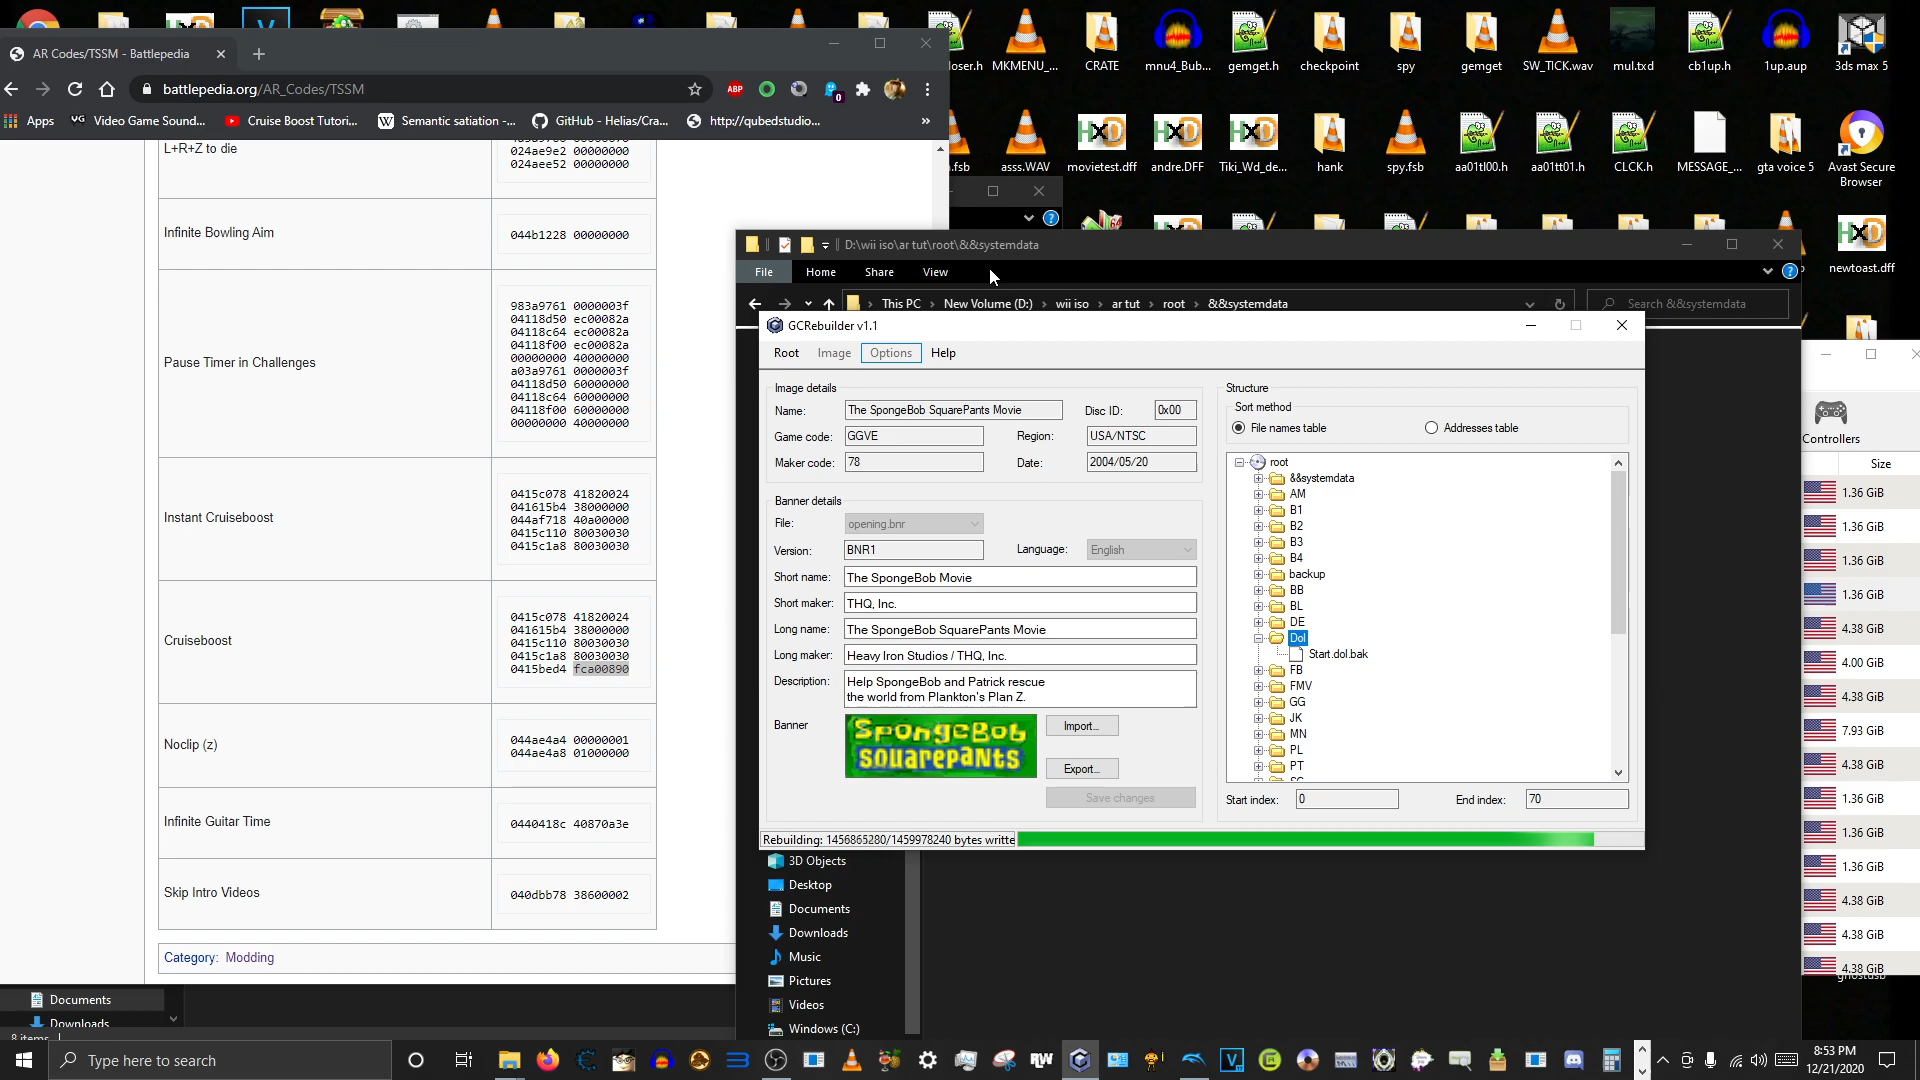 AR Codes/TSSM - Battlepedia
battlepedia.org/AR_Codes/TSSM
ABP
0
Apps
Video Game Sound...
Cruise Boost Tutori...
Semantic satiation -...
GitHub - Helias/Cra...
http://qubedstudio...
»
L+R+Z to die
024ae9e2 00000000
024aee52 00000000
Infinite Bowling Aim
044b1228 00000000
Pause Timer in Challenges
983a9761 0000003f
04118d50 ec00082a
04118c64 ec00082a
04118f00 ec00082a
00000000 40000000
a03a9761 0000003f
04118d50 60000000
04118c64 60000000
04118f00 60000000
00000000 40000000
Instant Cruiseboost
0415c078 41820024
041615b4 38000000
044af718 40a00000
0415c110 80030030
0415c1a8 80030030
Cruiseboost
0415c078 41820024
041615b4 38000000
0415c110 80030030
0415c1a8 80030030
0415bed4 fca00890
Noclip (z)
044ae4a4 00000001
044ae4a8 01000000
Infinite Guitar Time
0440418c 40870a3e
Skip Intro Videos
040dbb78 38600002
Category: Modding
Documents
Downloads
8 items
loser.h
MKMENU_...
CRATE
mnu4_Bub...
gemget.h
checkpoint
spy
gemget
SW_TICK.wav
mul.txd
cb1up.h
1up.aup
3ds max 5
.fsb
asss.WAV
movietest.dff
andre.DFF
Tiki_Wd_de...
hank
spy.fsb
aa01tl00.h
aa01tt01.h
CLCK.h
MESSAGE_...
gta voice 5
Avast Secure
Browser
newtoast.dff
D:\wii iso\ar tut\root\&&systemdata
File
Home
Share
View
This PC
New Volume (D:)
wii iso
ar tut
root
&&systemdata
Search &&systemdata
GCRebuilder v1.1
Root
Image
Options
Help
Image details
Name:
The SpongeBob SquarePants Movie
Disc ID:
0x00
Game code:
GGVE
Region:
USA/NTSC
Maker code:
78
Date:
2004/05/20
Banner details
File:
opening.bnr
Version:
BNR1
Language:
English
Short name:
The SpongeBob Movie
Short maker:
THQ, Inc.
Long name:
The SpongeBob SquarePants Movie
Long maker:
Heavy Iron Studios / THQ, Inc.
Description:
Help SpongeBob and Patrick rescue
the world from Plankton's Plan Z.
Banner
SpongeBob
squarepants
Import...
Export...
Save changes
Structure
Sort method
File names table
Addresses table
root
&&systemdata
AM
B1
B2
B3
B4
backup
BB
BL
DE
Dol
Start.dol.bak
FB
FMV
GG
JK
MN
PL
PT
Start index:
0
End index:
70
Rebuilding: 1456865280/1459978240 bytes writte
3D Objects
Desktop
Documents
Downloads
Music
Pictures
Videos
Windows (C:)
Controllers
Size
1.36 GiB
1.36 GiB
1.36 GiB
1.36 GiB
4.38 GiB
4.00 GiB
4.38 GiB
7.93 GiB
4.38 GiB
1.36 GiB
4.38 GiB
1.36 GiB
4.38 GiB
4.38 GiB
4.38 GiB
Type here to search
RW
8:53 PM
12/21/2020